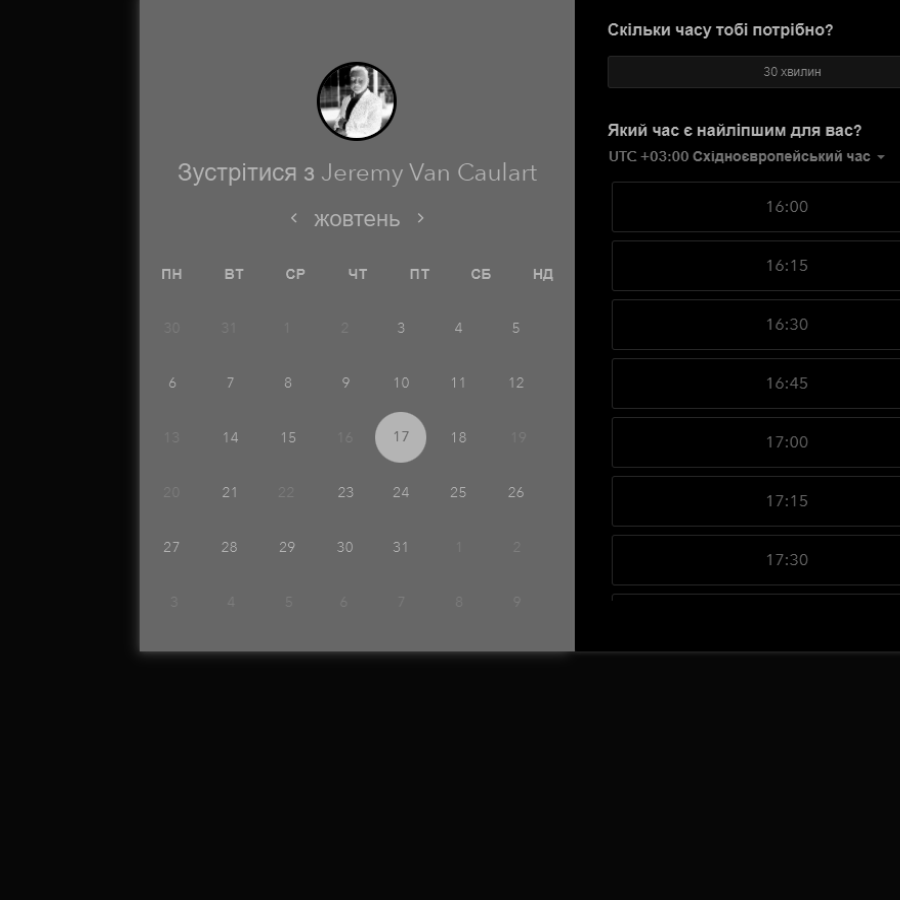 Зустрітися з Jeremy Van Caulart
жовтень
ПН ВТ СР ЧТ ПТ СБ НД
30 31 1 2 3 4 5
6 7 8 9 10 11 12
13 14 15 16 17 18 19
20 21 22 23 24 25 26
27 28 29 30 31 1 2
3 4 5 6 7 8 9
Скільки часу тобі потрібно?
30 хвилин
Який час є найліпшим для вас?
UTC +03:00 Східноєвропейський час
16:00
16:15
16:30
16:45
17:00
17:15
17:30